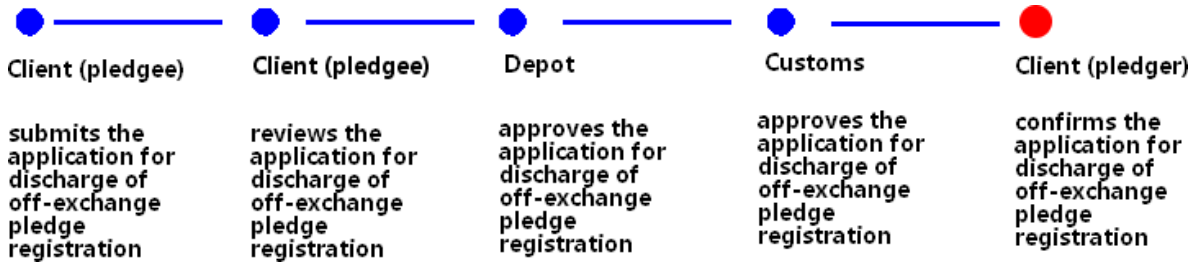 Client (pledgee)
submits the
application for
discharge of
off-exchange
pledge
registration
Client (pledgee)
reviews the
application for
discharge of
off-exchange
pledge
registration
Depot
approves the
application for
discharge of
off-exchange
pledge
registration
Customs
approves the
application for
discharge of
off-exchange
pledge
registration
Client (pledger)
confirms the
application for
discharge of
off-exchange
pledge
registration